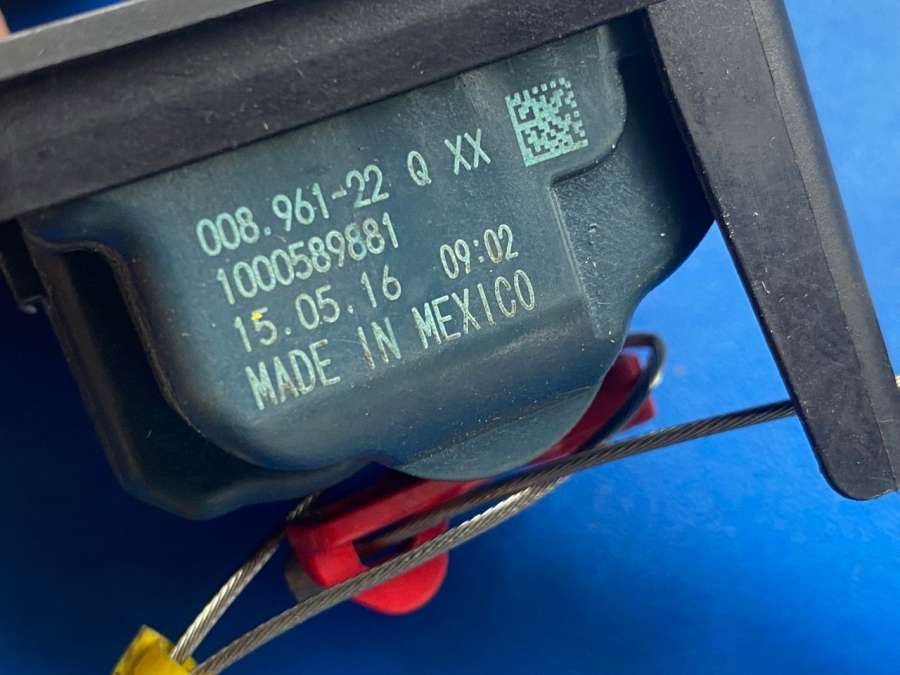 008.961-22 Q XX
1000589881
15.05.16 09:02
MADE IN MEXICO